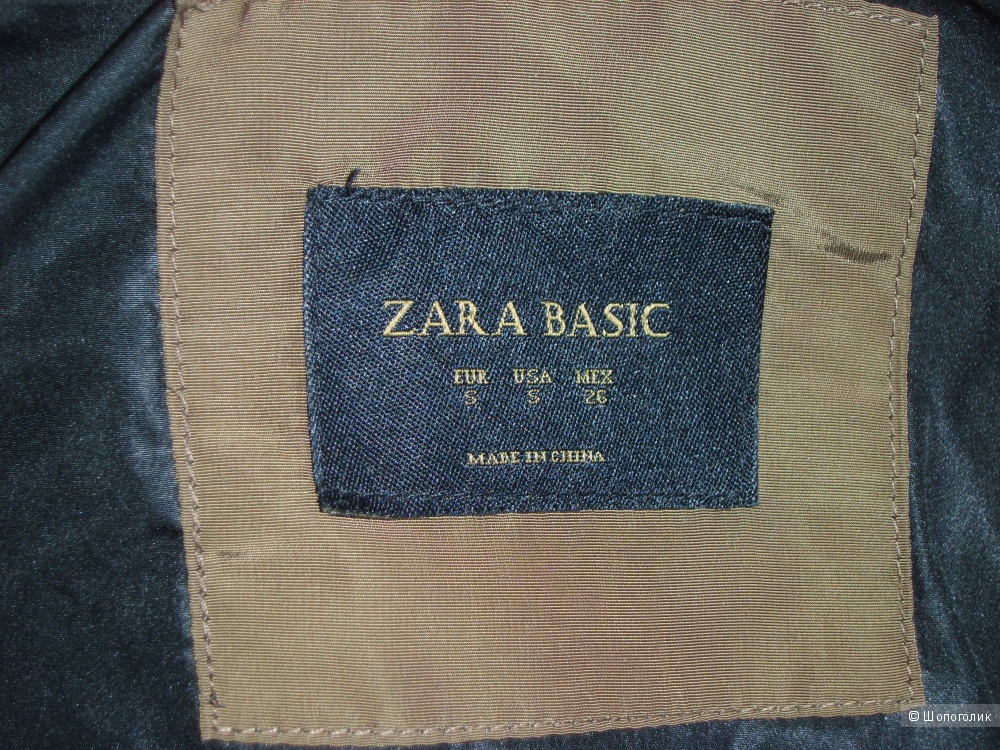 ZARA BASIC
EUR USA MEX
S S 26
MADE IN CHINA
© Шопоголик